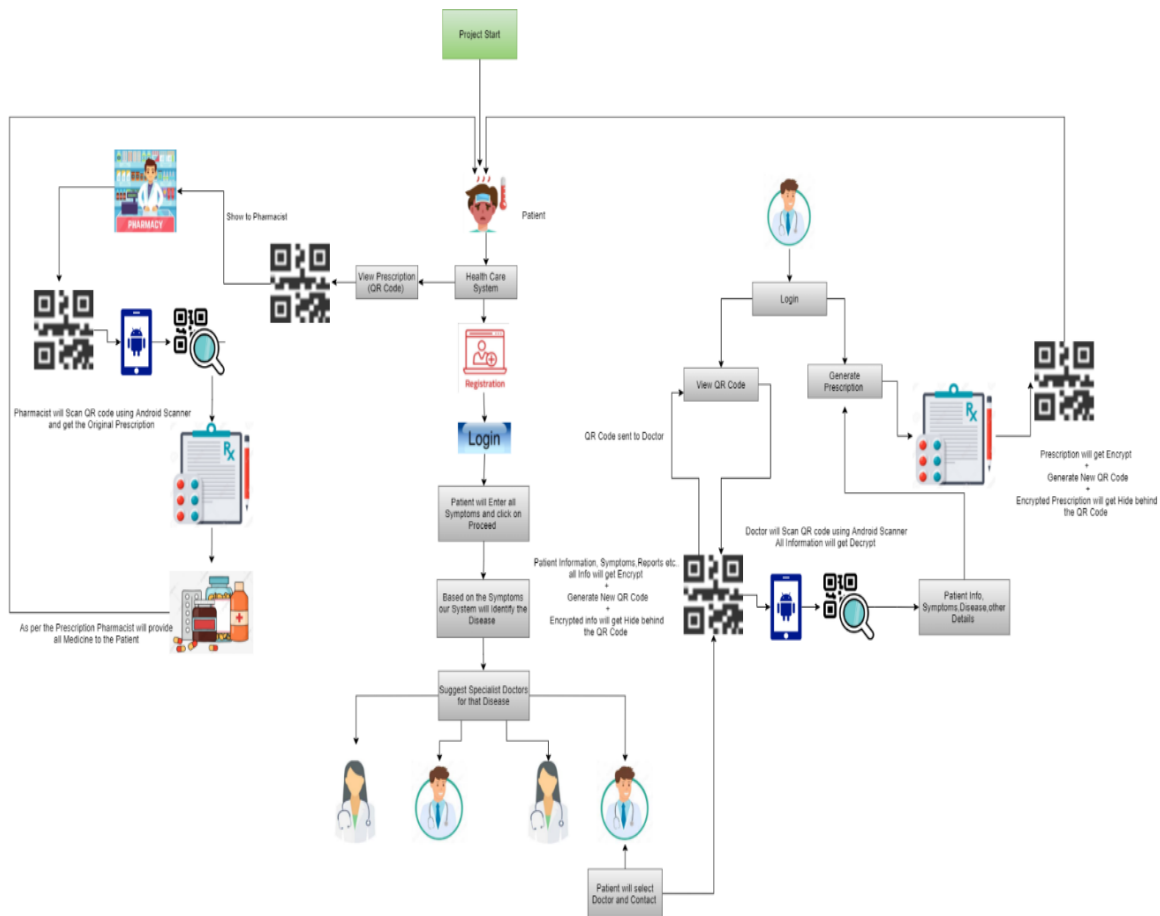 Project Start
PHARMACY
Show to Pharmacist
Patient
View Prescription
(QR Code)
Health Care
System
Registration
Login
Pharmacist will Scan QR code using Android Scanner
and get the Original Prescription
Rx
As per the Prescription Pharmacist will provide
all Medicine to the Patient
Patient will Enter all
Symptoms and click on
Proceed
Based on the Symptoms
our System will Identify the
Disease
Suggest Specialist Doctors
for that Disease
Patient will select
Doctor and Contact
Patient Information, Symptoms,Reports etc..
all Info will get Encrypt
+
Generate New QR Code
+
Encrypted info will get Hide behind
the QR Code
Login
View QR Code
Generate
Prescription
QR Code sent to Doctor
Rx
Prescription will get Encrypt
+
Generate New QR Code
+
Encrypted Prescription will get Hide behind
the QR Code
Doctor will Scan QR code using Android Scanner
All Information will get Decrypt
Patient Info,
Symptoms,Disease,other
Details